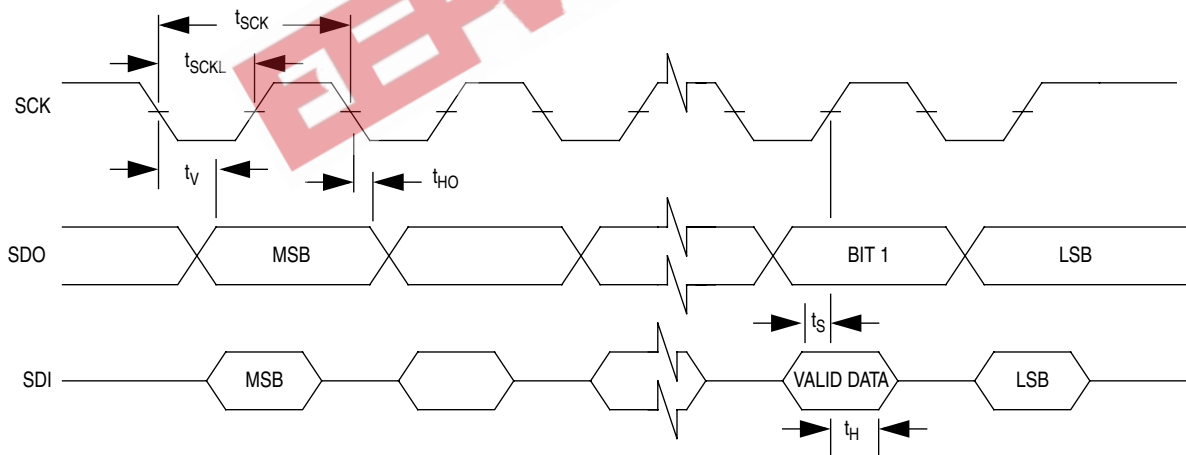 tSCK
tSCKL
SCK
tV
tHO
SDO
MSB
BIT 1
LSB
tS
SDI
MSB
VALID DATA
LSB
tH